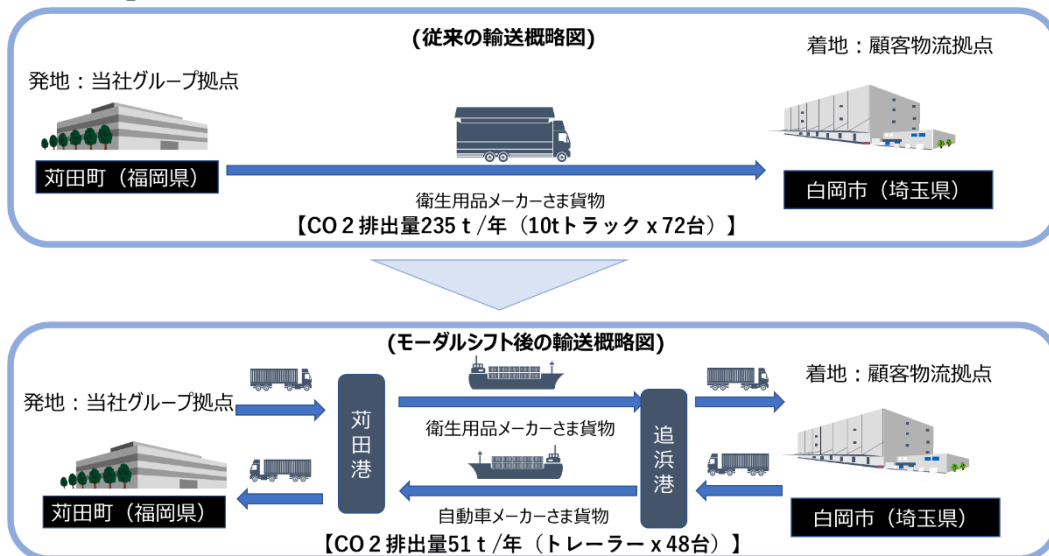 (従来の輸送概略図)
発地：当社グループ拠点
着地：顧客物流拠点
苅田町（福岡県）
白岡市（埼玉県）
衛生用品メーカーさま貨物
【CO２排出量235ｔ/年（10tトラックｘ72台）】
(モーダルシフト後の輸送概略図)
発地：当社グループ拠点
着地：顧客物流拠点
苅田港
追浜港
衛生用品メーカーさま貨物
自動車メーカーさま貨物
苅田町（福岡県）
白岡市（埼玉県）
【CO２排出量51ｔ/年（トレーラーｘ48台）】